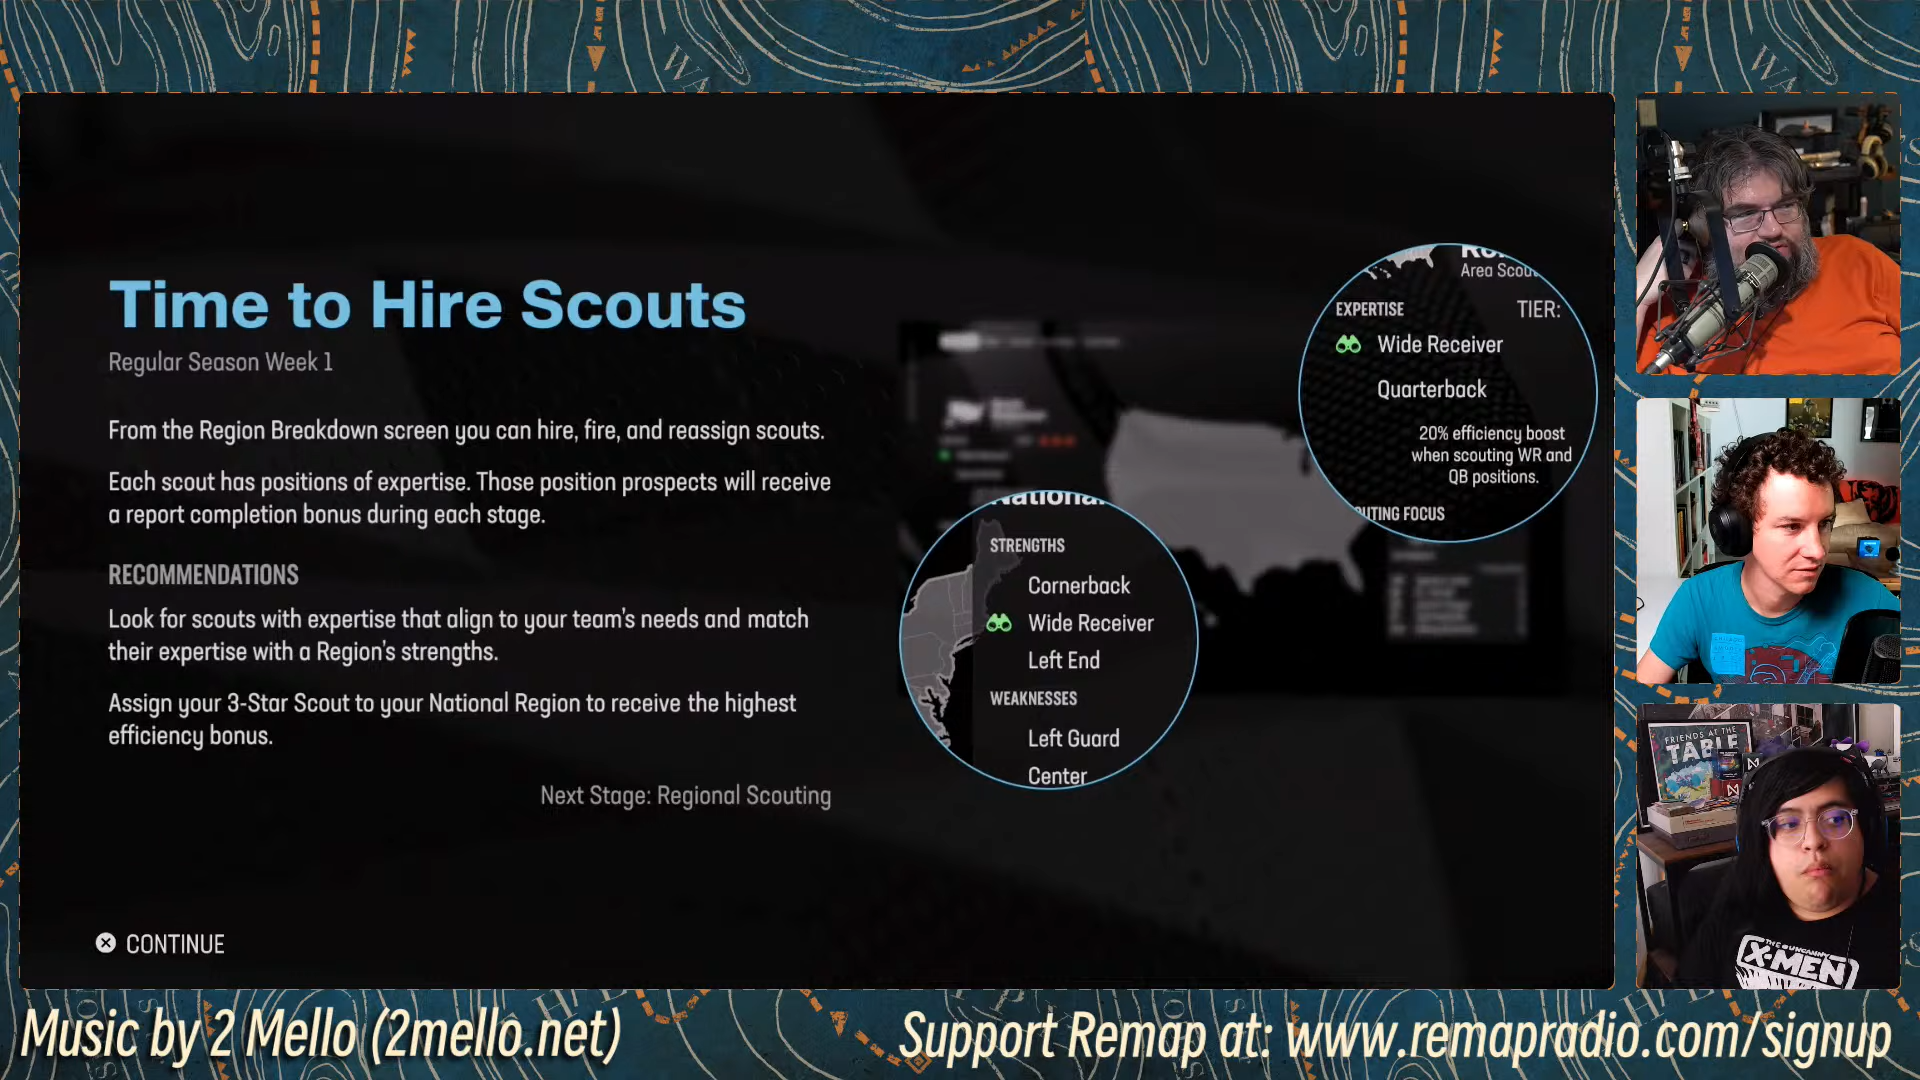 Time to Hire Scouts
Regular Season Week 1
From the Region Breakdown screen you can hire, fire, and reassign scouts.
Each scout has positions of expertise. Those position prospects will receive
a report completion bonus during each stage.
RECOMMENDATIONS
Look for scouts with expertise that align to your team's needs and match
their expertise with a Region's strengths.
Assign your 3-Star Scout to your National Region to receive the highest
efficiency bonus.
Next Stage: Regional Scouting
CONTINUE
National
STRENGTHS
Cornerback
Wide Receiver
Left End
WEAKNESSES
Left Guard
Center
Area Scout
EXPERTISE
TIER:
Wide Receiver
Quarterback
20% efficiency boost
when scouting WR and
QB positions.
UTING FOCUS
FRIENDS AT THE
TABLE
THE UNCANNY
X-MEN
Music by 2 Mello (2mello.net)
Support Remap at: www.remapradio.com/signup